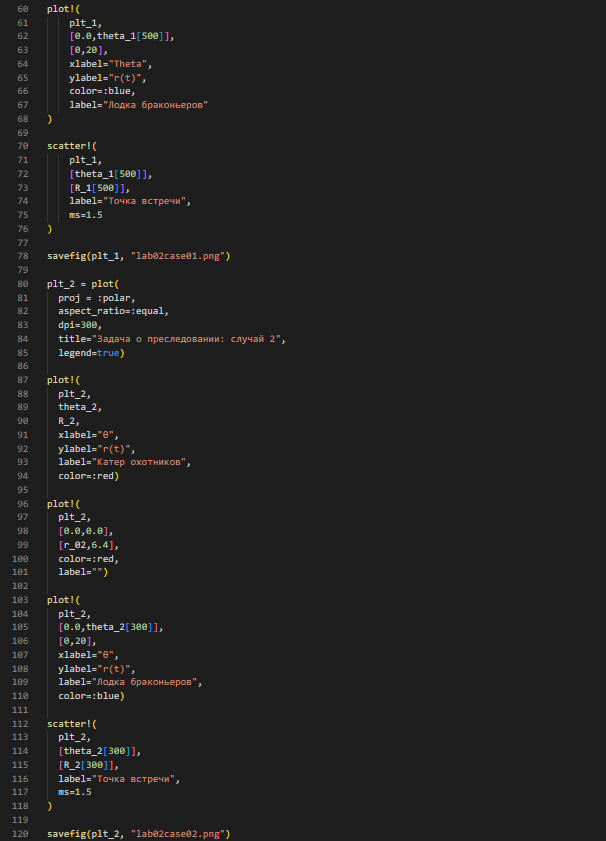 60 plot!(
61 plt_1,
62 [0.0,theta_1[500]],
63 [0,20],
64 xlabel="Theta",
65 ylabel="r(t)",
66 color=:blue,
67 label="Лодка браконьеров"
68 )
69
70 scatter!(
71 plt_1,
72 [theta_1[500]],
73 [R_1[500]],
74 label="Точка встречи",
75 ms=1.5
76 )
77
78 savefig(plt_1, "lab02case01.png")
79
80 plt_2 = plot(
81 proj = :polar,
82 aspect_ratio=:equal,
83 dpi=300,
84 title="Задача о преследовании: случай 2",
85 legend=true)
86
87 plot!(
88 plt_2,
89 theta_2,
90 R_2,
91 xlabel="θ",
92 ylabel="r(t)",
93 label="Катер охотников",
94 color=:red)
95
96 plot!(
97 plt_2,
98 [0.0,0.0],
99 [r_02,6.4],
100 color=:red,
101 label="")
102
103 plot!(
104 plt_2,
105 [0.0,theta_2[300]],
106 [0,20],
107 xlabel="θ",
108 ylabel="r(t)",
109 label="Лодка браконьеров",
110 color=:blue)
111
112 scatter!(
113 plt_2,
114 [theta_2[300]],
115 [R_2[300]],
116 label="Точка встречи",
117 ms=1.5
118 )
119
120 savefig(plt_2, "lab02case02.png")